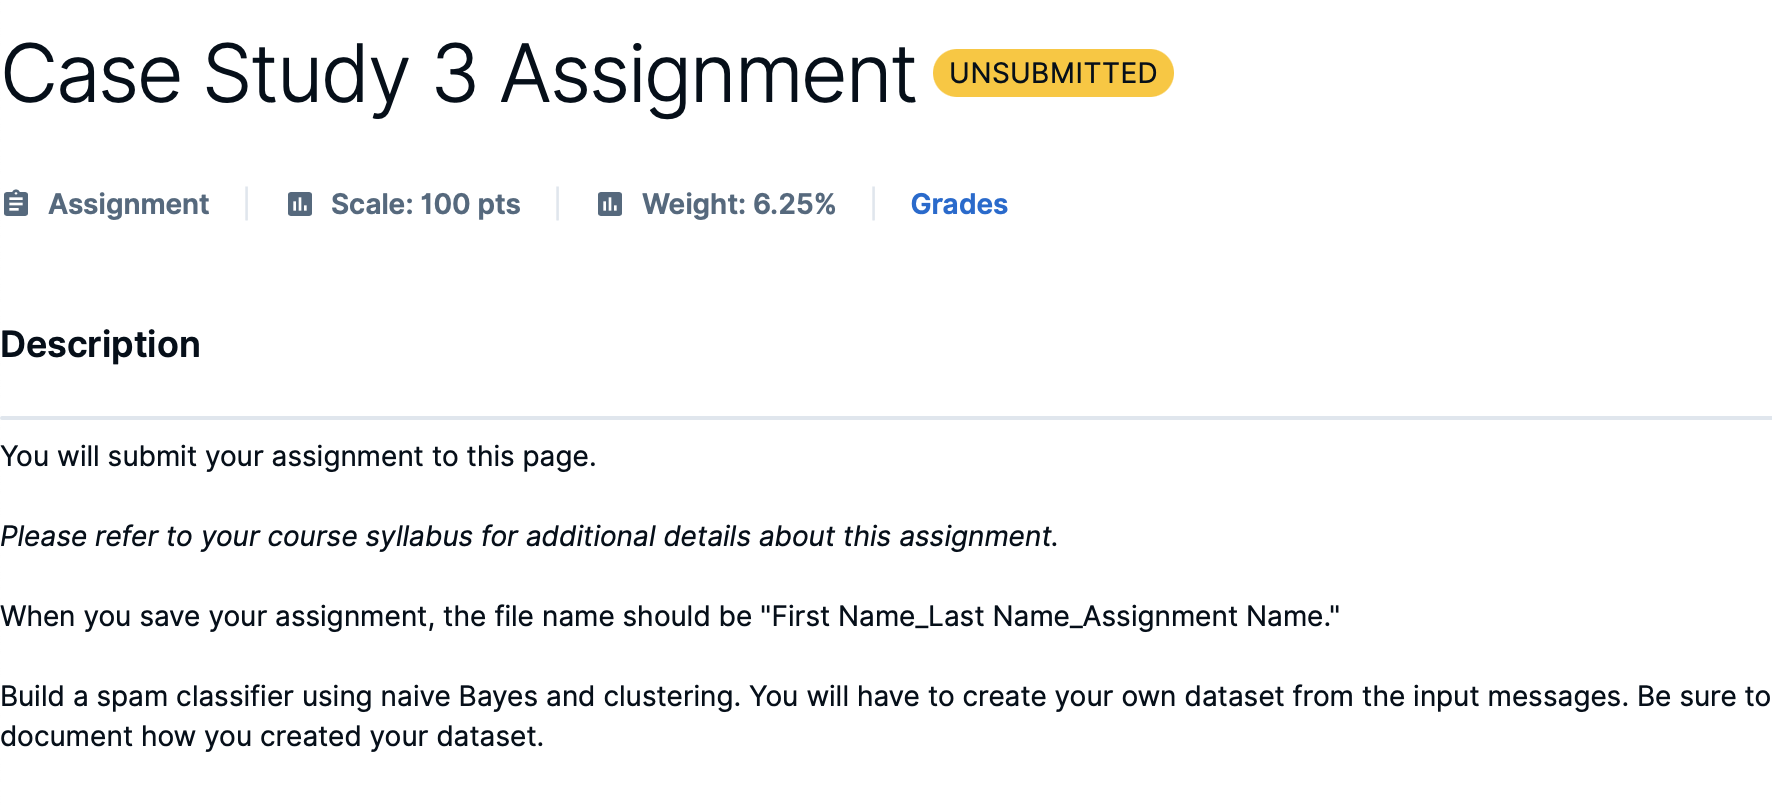 Case Study 3 Assignment UNSUBMITTED
Assignment Scale: 100 pts Weight: 6.25% Grades
Description
You will submit your assignment to this page.
Please refer to your course syllabus for additional details about this assignment.
When you save your assignment, the file name should be "First Name_Last Name_Assignment Name."
Build a spam classifier using naive Bayes and clustering. You will have to create your own dataset from the input messages. Be sure to
document how you created your dataset.